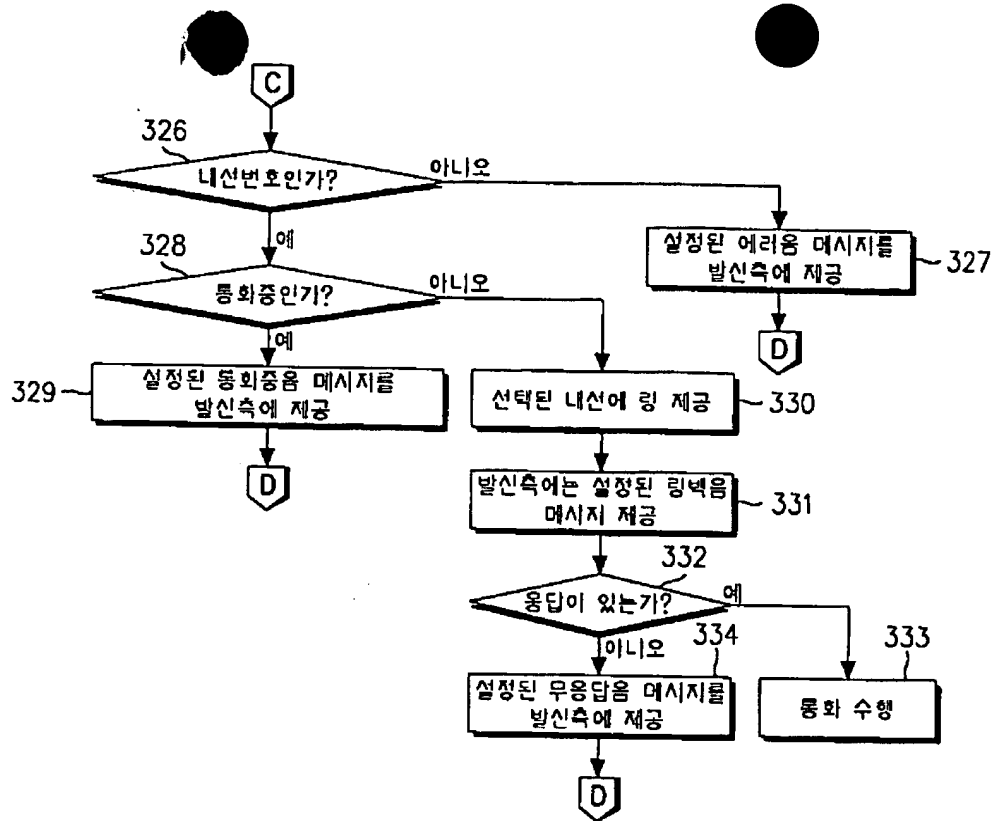 C
326
내선번호인가?
아니오
예
328
통화중인가?
아니오
예
설정된 에러음 메시지를
발신측에 제공
327
D
329
설정된 통화중음 메시지를
발신측에 제공
D
선택된 내선에 링 제공
330
발신측에는 설정된 링백음
메시지 제공
331
332
응답이 있는가?
예
아니오
334
설정된 무응답음 메시지를
발신측에 제공
D
333
통화 수행